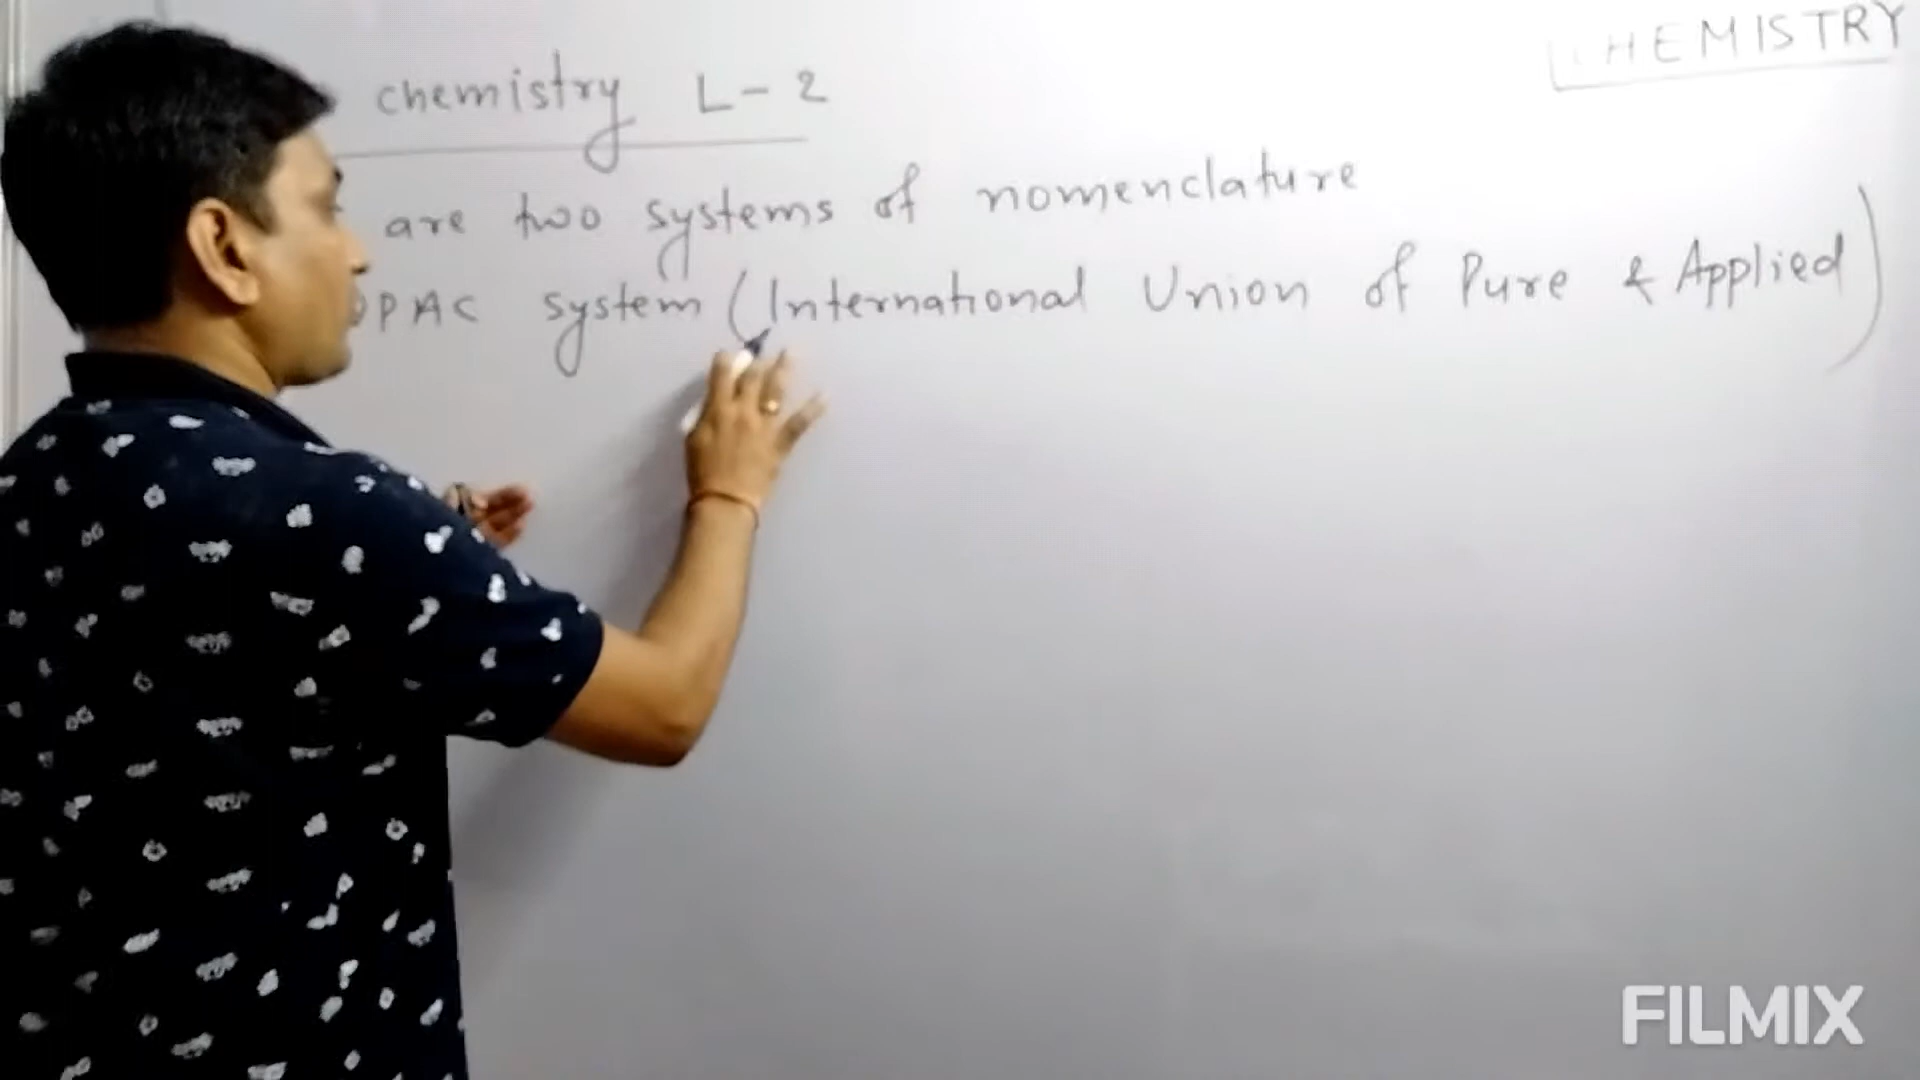 CHEMISTRY
chemistry L-2
are two systems of nomenclature
PAC system (International Union of Pure & Applied)
FILMIX